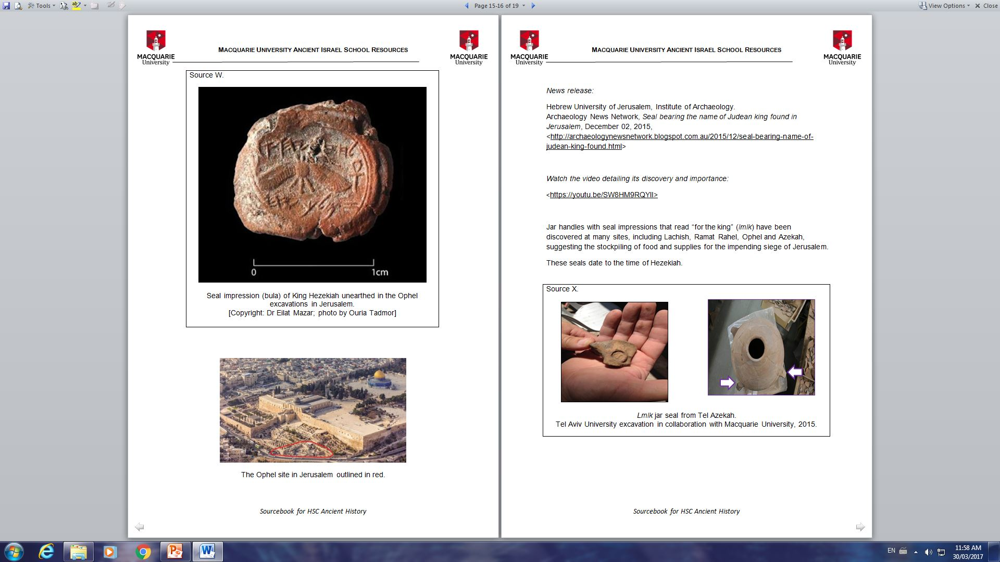 Tools
Page 15-16 of 19
View Options
Close
MACQUARIE
University
MACQUARIE UNIVERSITY ANCIENT ISRAEL SCHOOL RESOURCES
MACQUARIE
University
Source W.
0
1cm
Seal impression (bula) of King Hezekiah unearthed in the Ophel
excavations in Jerusalem.
[Copyright: Dr Eilat Mazar; photo by Ouria Tadmor]
The Ophel site in Jerusalem outlined in red.
Sourcebook for HSC Ancient History
MACQUARIE
University
MACQUARIE UNIVERSITY ANCIENT ISRAEL SCHOOL RESOURCES
MACQUARIE
University
News release:
Hebrew University of Jerusalem, Institute of Archaeology.
Archaeology News Network, Seal bearing the name of Judean king found in
Jerusalem, December 02, 2015,
<http://archaeologynewsnetwork.blogspot.com.au/2015/12/seal-bearing-name-of-
judean-king-found.html>
Watch the video detailing its discovery and importance:
<https://youtu.be/SW8HM9RQYII>
Jar handles with seal impressions that read “for the king” (lmlk) have been
discovered at many sites, including Lachish, Ramat Rahel, Ophel and Azekah,
suggesting the stockpiling of food and supplies for the impending siege of Jerusalem.
These seals date to the time of Hezekiah.
Source X.
Lmlk jar seal from Tel Azekah.
Tel Aviv University excavation in collaboration with Macquarie University, 2015.
Sourcebook for HSC Ancient History
EN
11:58 AM
30/03/2017